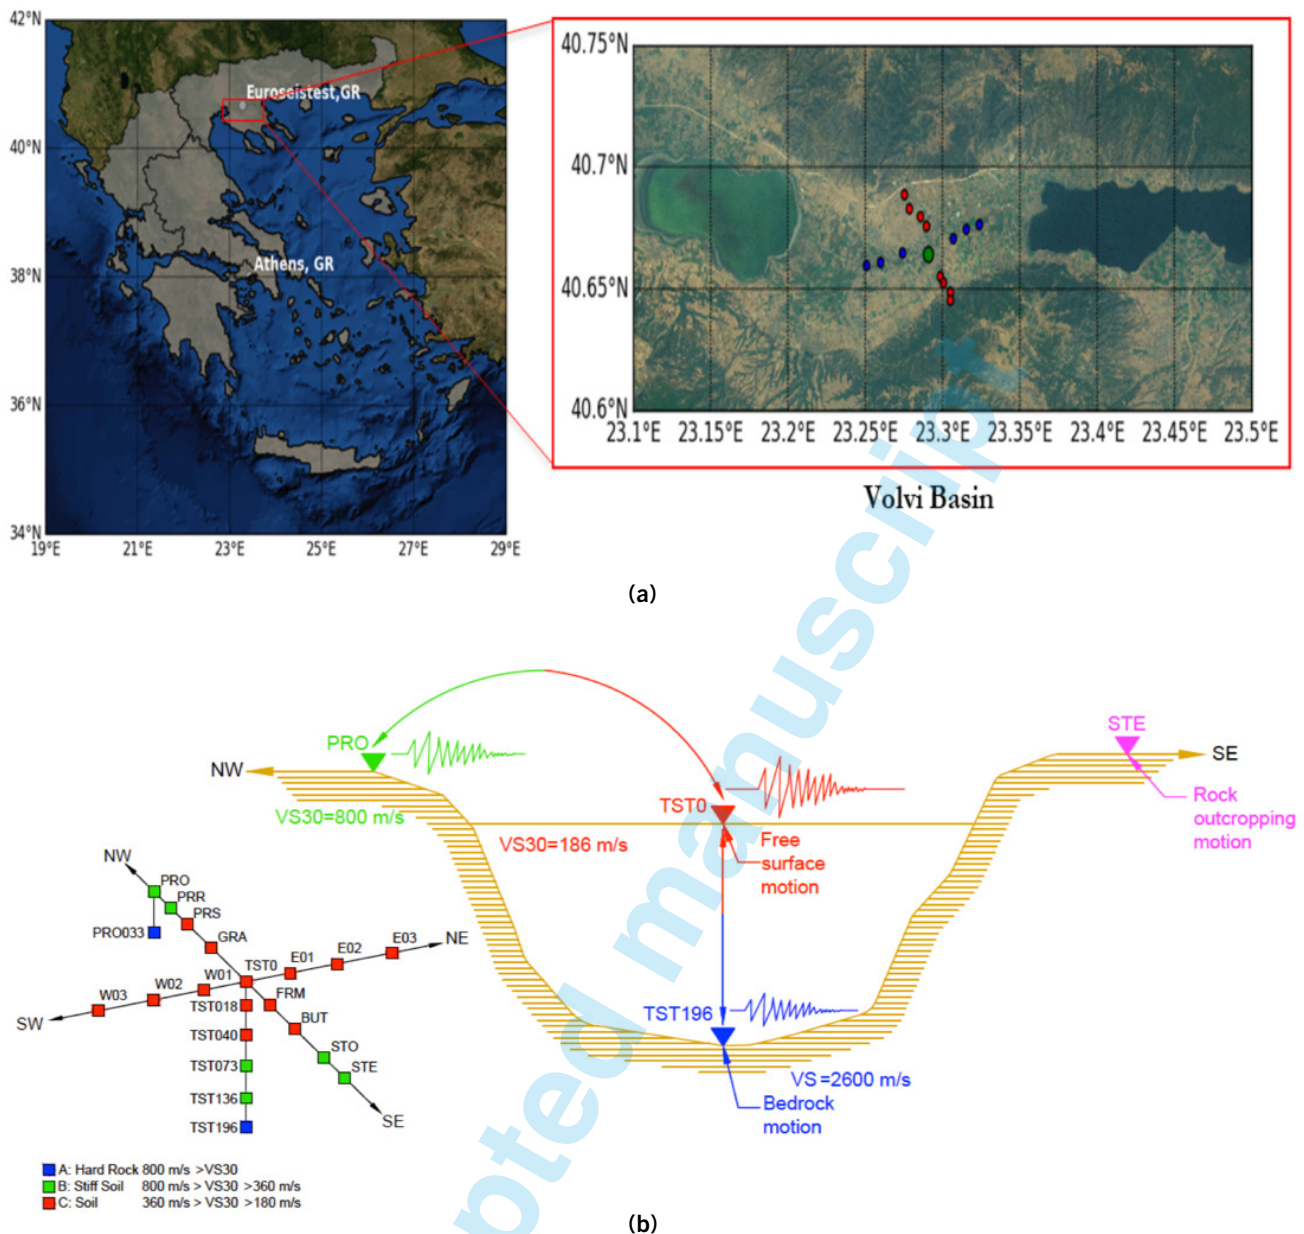 42°N
40°N
38°N
36°N
34°N
19°E 21°E 23°E 25°E 27°E 29°E
Euroseistest,GR
Athens, GR
40.75°N
40.7°N
40.65°N
40.6°N
23.1°E 23.15°E 23.2°E 23.25°E 23.3°E 23.35°E 23.4°E 23.45°E 23.5°E
Volvi Basin
(a)
PRO
NW
VS30=800 m/s
TST0
VS30=186 m/s
Free
surface
motion
STE
SE
Rock
outcropping
motion
TST196
VS =2600 m/s
Bedrock
motion
NW
PRO
PRR
PRS
PRO033
GRA
TST0
E01
E02
E03
NE
W01
W02
W03
SW
TST018
FRM
TST040
BUT
TST073
STO
STE
TST136
TST196
SE
A: Hard Rock 800 m/s >VS30
B: Stiff Soil 800 m/s > VS30 >360 m/s
C: Soil 360 m/s > VS30 >180 m/s
(b)
pted manuscript